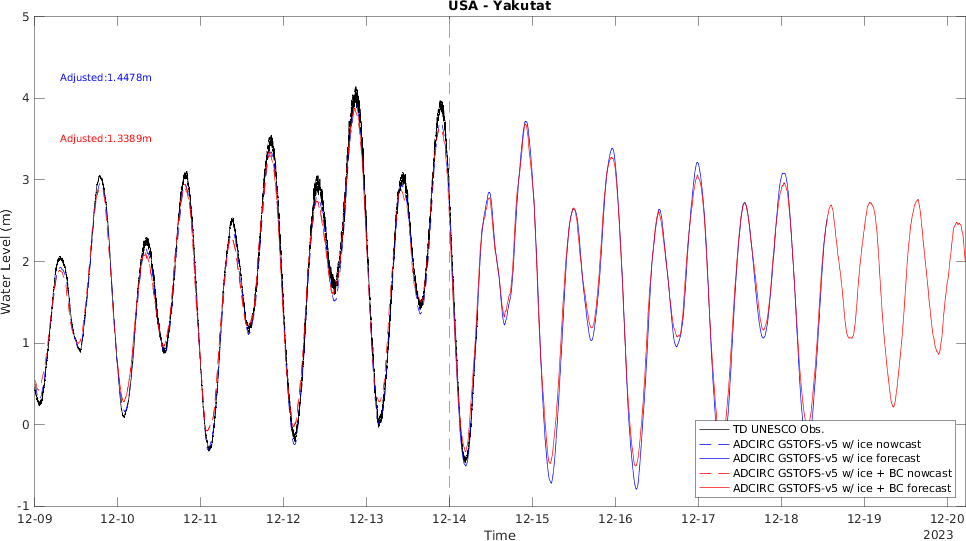 USA - Yakutat
5
4
3
2
1
0
-1
Water Level (m)
Adjusted:1.4478m
Adjusted:1.3389m
TD UNESCO Obs.
ADCIRC GSTOFS-v5 w/ ice nowcast
ADCIRC GSTOFS-v5 w/ ice forecast
ADCIRC GSTOFS-v5 w/ ice + BC nowcast
ADCIRC GSTOFS-v5 w/ ice + BC forecast
12-09 12-10 12-11 12-12 12-13 12-14 12-15 12-16 12-17 12-18 12-19 12-20
2023
Time